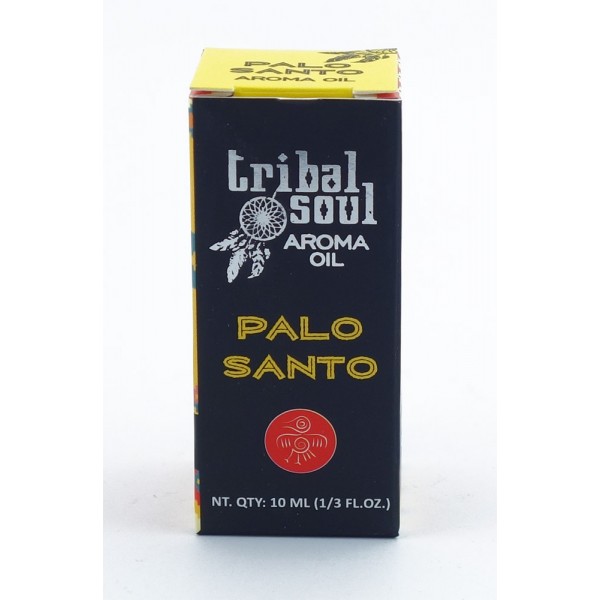 PALO
SANTO
AROMA OIL
tribal
soul
AROMA
OIL
PALO
SANTO
NT. QTY: 10 ML (1/3 FL.OZ.)